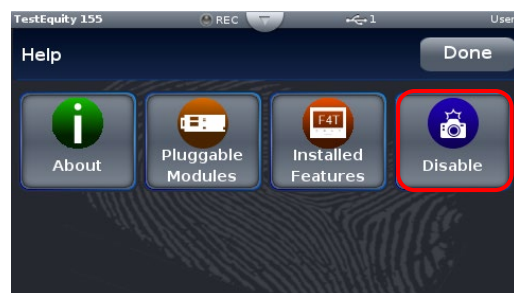 TestEquity 155 REC 1 User
Help Done
F4T
About Pluggable Modules Installed Features Disable